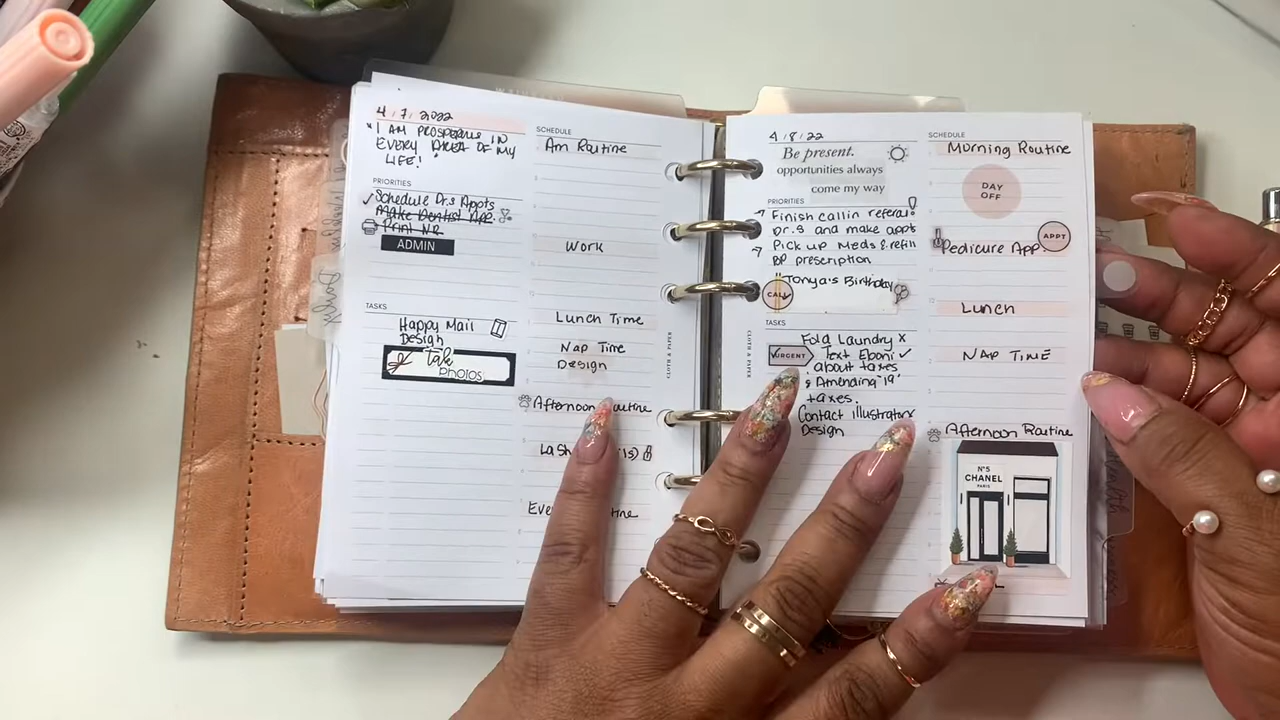 4/7/2022
"I AM PROSPEROUS IN
EVERY AREA OF MY
LIFE!"
PRIORITIES
✓ Schedule Dr.s Appts
Make Dentist App.
Print
ADMIN
TASKS
Happy Mail
Design
Take
PHOTOS
SCHEDULE
Am Routine
Work
Lunch Time
Nap Time
Design
Afternoon Routine
CLOTH & PAPER
4/8/22
Be present.
opportunities always
come my way
PRIORITIES
Finish callin referal
Dr.s and make appts
Pick up Meds & refill
BP prescription
Tonya's Birthday
CALL
TASKS
Fold Laundry x
URGENT
Text Eboni ✓
about taxes
& Amending "19"
taxes.
Contact Illustrator
Design
CLOTH & PAPER
SCHEDULE
Morning Routine
DAY
OFF
Pedicure App.
APPT
Lunch
NAP TIME
Afternoon Routine
N°5
CHANEL
PARIS